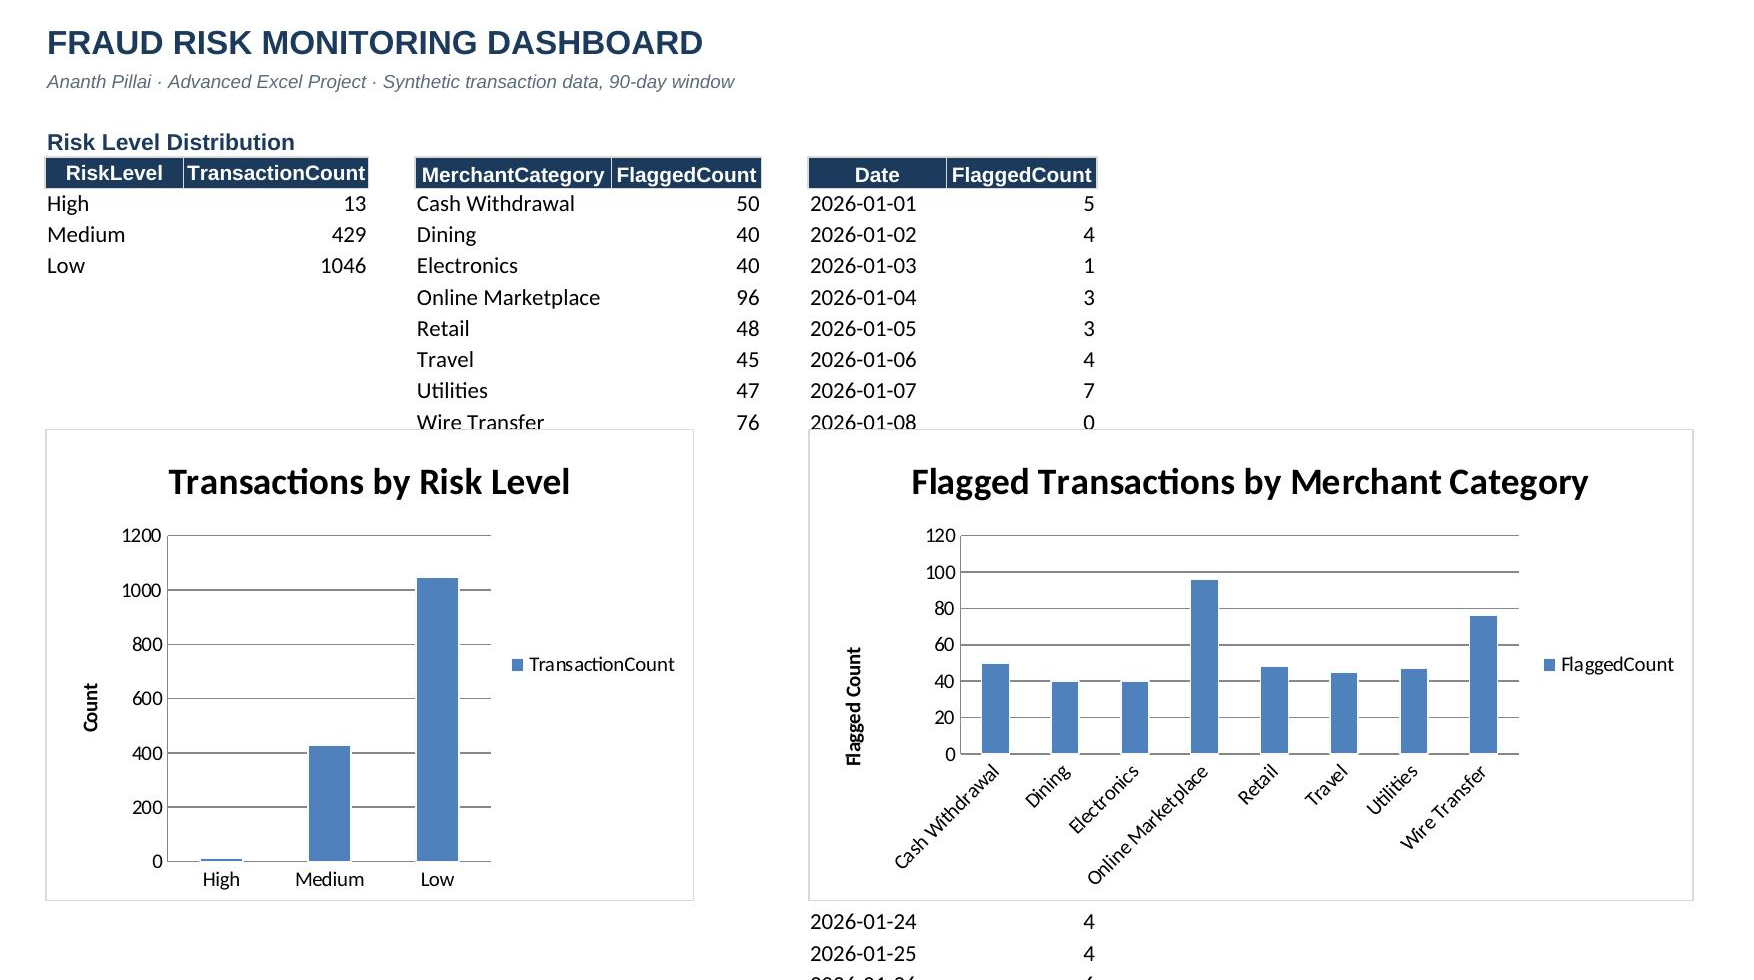 FRAUD RISK MONITORING DASHBOARD
Ananth Pillai · Advanced Excel Project · Synthetic transaction data, 90-day window
Risk Level Distribution
RiskLevel TransactionCount
High 13
Medium 429
Low 1046
MerchantCategory FlaggedCount
Cash Withdrawal 50
Dining 40
Electronics 40
Online Marketplace 96
Retail 48
Travel 45
Utilities 47
Wire Transfer 76
Date FlaggedCount
2026-01-01 5
2026-01-02 4
2026-01-03 1
2026-01-04 3
2026-01-05 3
2026-01-06 4
2026-01-07 7
2026-01-08 0
Transactions by Risk Level
1200
1000
800
600
400
200
0
Count
High Medium Low
TransactionCount
Flagged Transactions by Merchant Category
120
100
80
60
40
20
0
Flagged Count
Cash Withdrawal
Dining
Electronics
Online Marketplace
Retail
Travel
Utilities
Wire Transfer
FlaggedCount
2026-01-24 4
2026-01-25 4